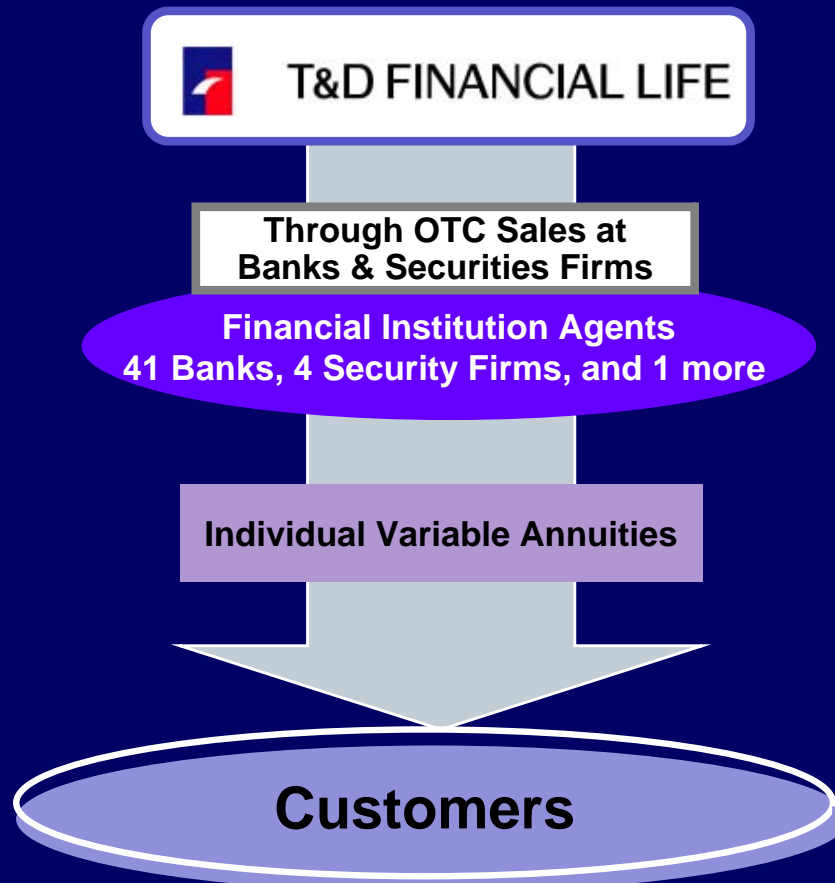 T&D FINANCIAL LIFE
Through OTC Sales at
Banks & Securities Firms
Financial Institution Agents
41 Banks, 4 Security Firms, and 1 more
Individual Variable Annuities
Customers